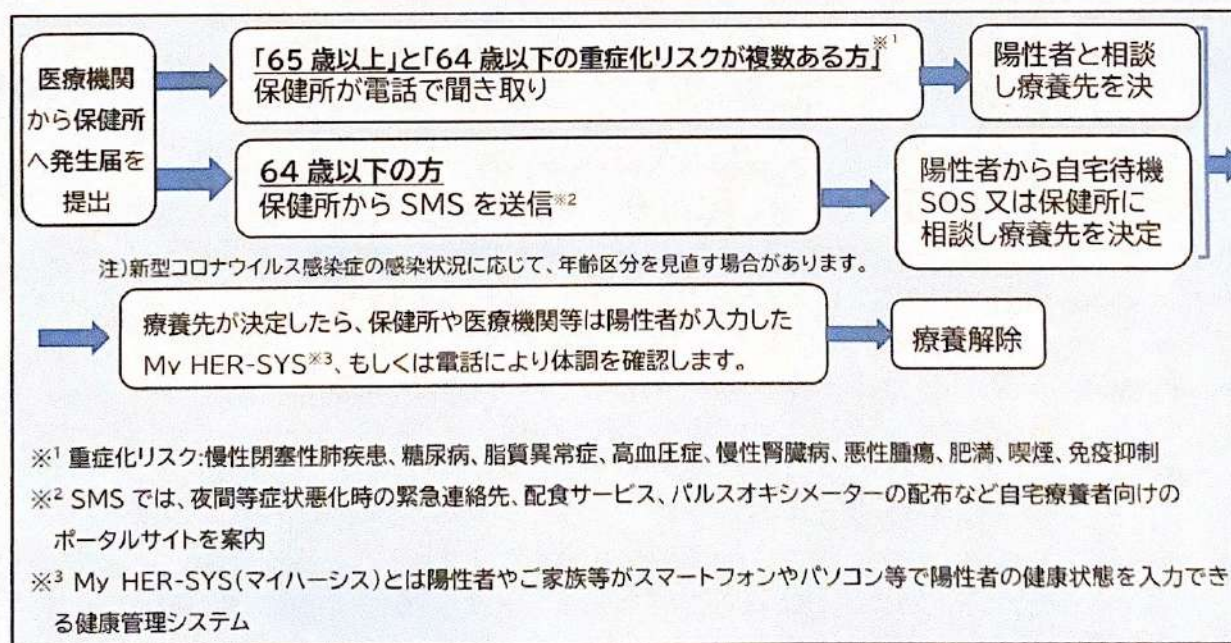 医療機関
から保健所
へ発生届を
提出
「65歳以上」と「64歳以下の重症化リスクが複数ある方」※1
保健所が電話で聞き取り
陽性者と相談
し療養先を決
64歳以下の方
保健所からSMSを送信※2
陽性者から自宅待機
SOS又は保健所に
相談し療養先を決定
注)新型コロナウイルス感染症の感染状況に応じて、年齢区分を見直す場合があります。
療養先が決定したら、保健所や医療機関等は陽性者が入力した
My HER-SYS※3、もしくは電話により体調を確認します。
療養解除
※1 重症化リスク:慢性閉塞性肺疾患、糖尿病、脂質異常症、高血圧症、慢性腎臓病、悪性腫瘍、肥満、喫煙、免疫抑制
※2 SMSでは、夜間等症状悪化時の緊急連絡先、配食サービス、パルスオキシメーターの配布など自宅療養者向けの
ポータルサイトを案内
※3 My HER-SYS(マイハーシス)とは陽性者やご家族等がスマートフォンやパソコン等で陽性者の健康状態を入力でき
る健康管理システム